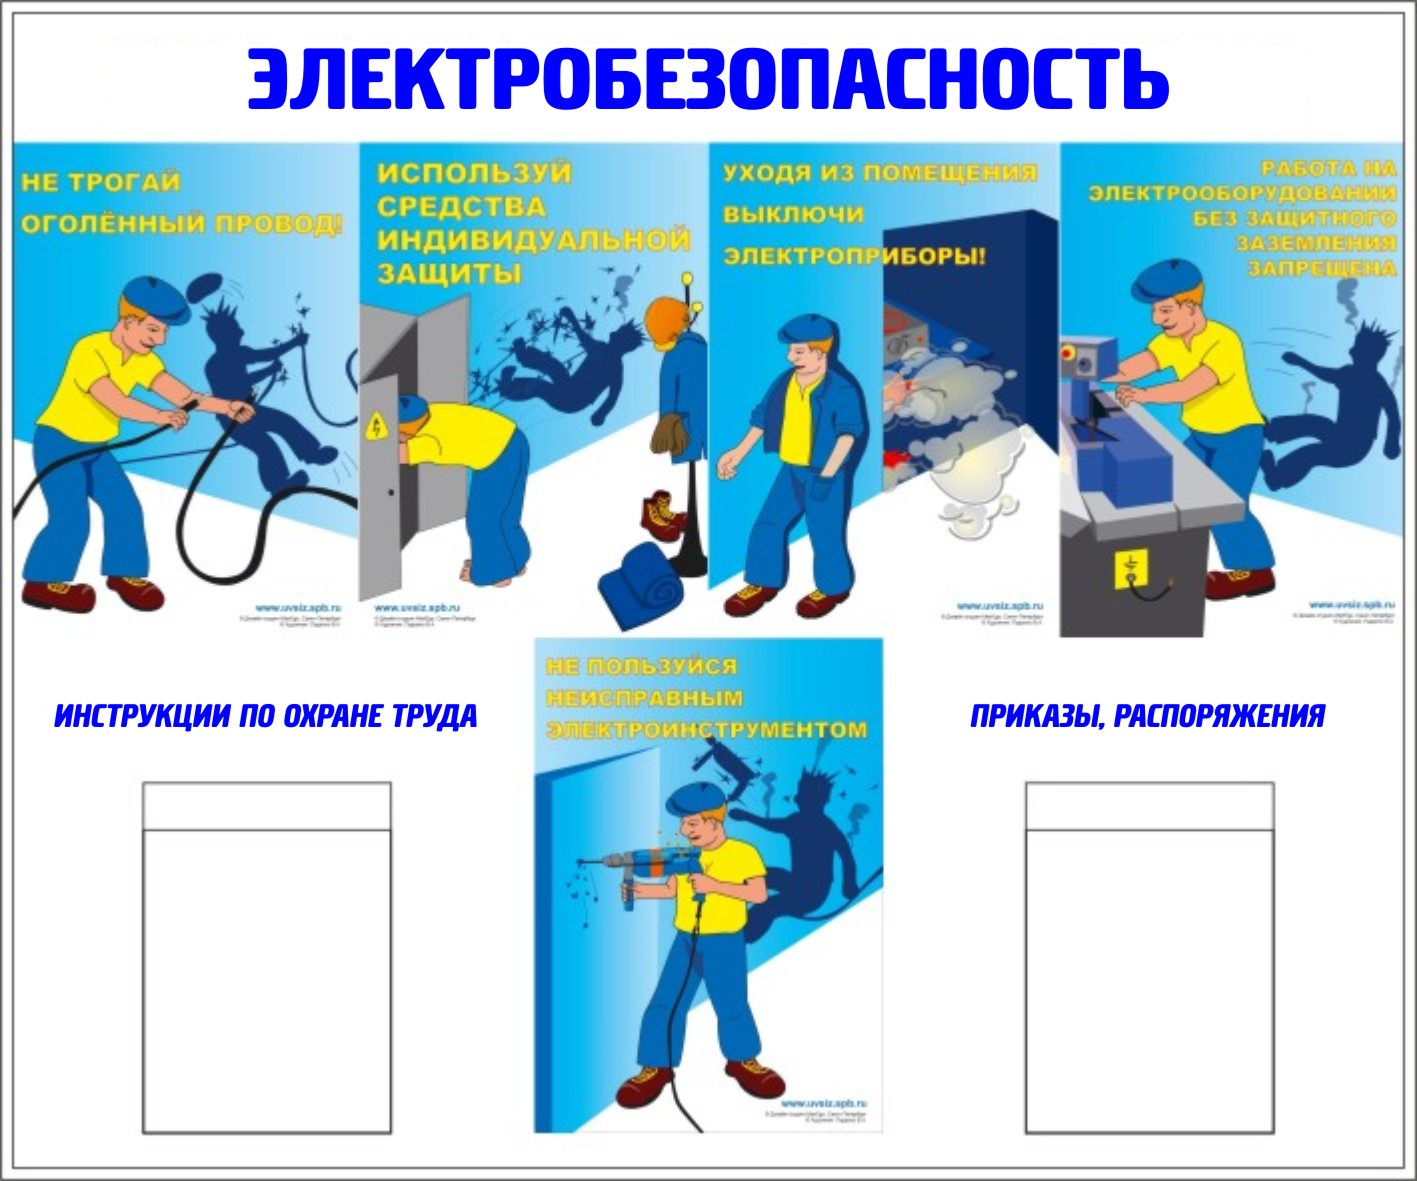 ЭЛЕКТРОБЕЗОПАСНОСТЬ
НЕ ТРОГАЙ
ОГОЛЁННЫЙ ПРОВОД!
www.uvsiz.spb.ru
ИСПОЛЬЗУЙ
СРЕДСТВА
ИНДИВИДУАЛЬНОЙ
ЗАЩИТЫ
www.uvsiz.spb.ru
УХОДЯ ИЗ ПОМЕЩЕНИЯ
ВЫКЛЮЧИ
ЭЛЕКТРОПРИБОРЫ!
www.uvsiz.spb.ru
РАБОТА НА
ЭЛЕКТРООБОРУДОВАНИИ
БЕЗ ЗАЩИТНОГО
ЗАЗЕМЛЕНИЯ
ЗАПРЕЩЕНА
www.uvsiz.spb.ru
ИНСТРУКЦИИ ПО ОХРАНЕ ТРУДА
НЕ ПОЛЬЗУЙСЯ
НЕИСПРАВНЫМ
ЭЛЕКТРОИНСТРУМЕНТОМ
www.uvsiz.spb.ru
ПРИКАЗЫ, РАСПОРЯЖЕНИЯ